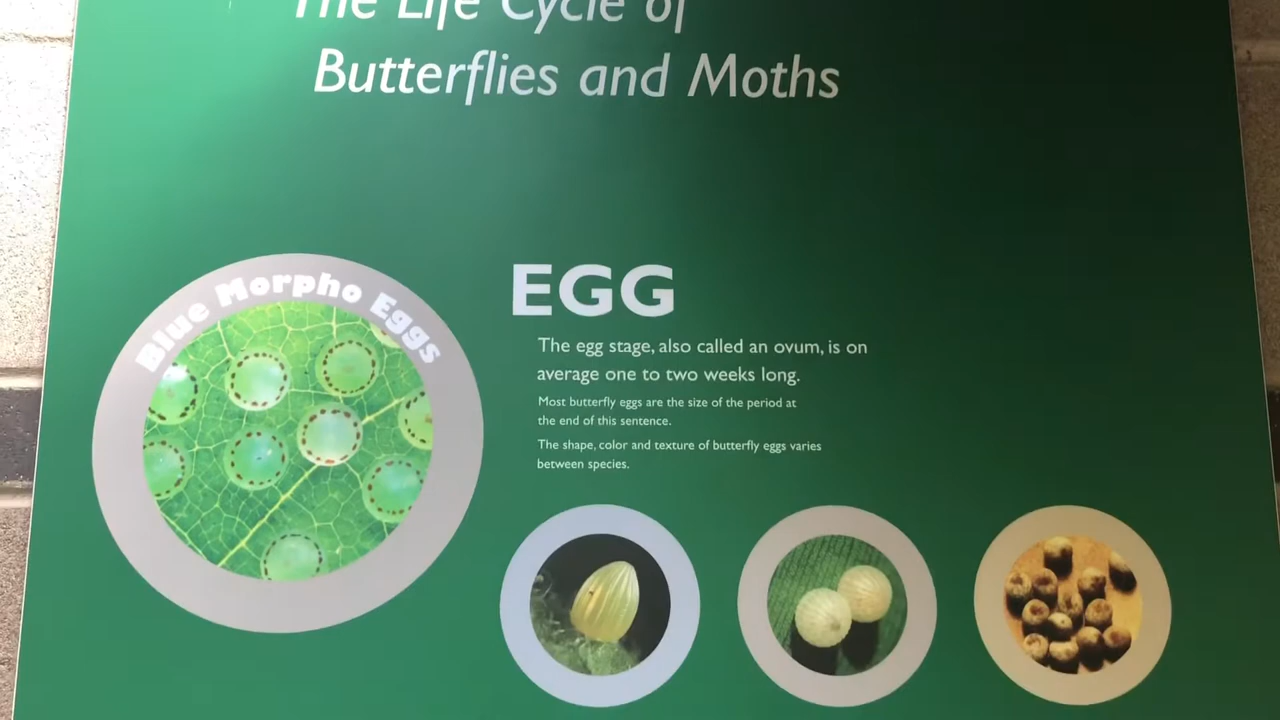 The Life Cycle of
Butterflies and Moths
Blue Morpho Eggs
EGG
The egg stage, also called an ovum, is on
average one to two weeks long.
Most butterfly eggs are the size of the period at
the end of this sentence.
The shape, color and texture of butterfly eggs varies
between species.